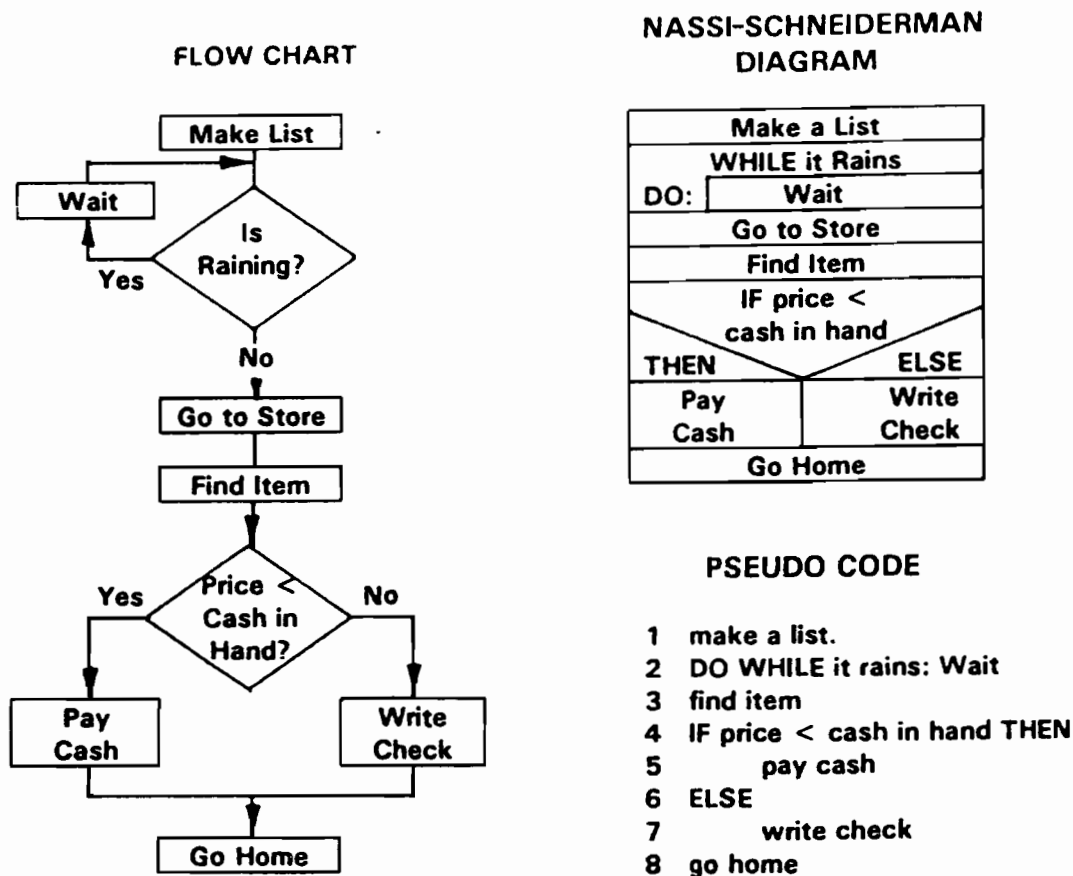 FLOW CHART
Make List
Wait
Is
Raining?
Yes
No
Go to Store
Find Item
Price <
Cash in
Hand?
Yes
No
Pay
Cash
Write
Check
Go Home
NASSI-SCHNEIDERMAN
DIAGRAM
Make a List
WHILE it Rains
DO: Wait
Go to Store
Find Item
IF price <
cash in hand
THEN ELSE
Pay Write
Cash Check
Go Home
PSEUDO CODE
1 make a list.
2 DO WHILE it rains: Wait
3 find item
4 IF price < cash in hand THEN
5 pay cash
6 ELSE
7 write check
8 go home